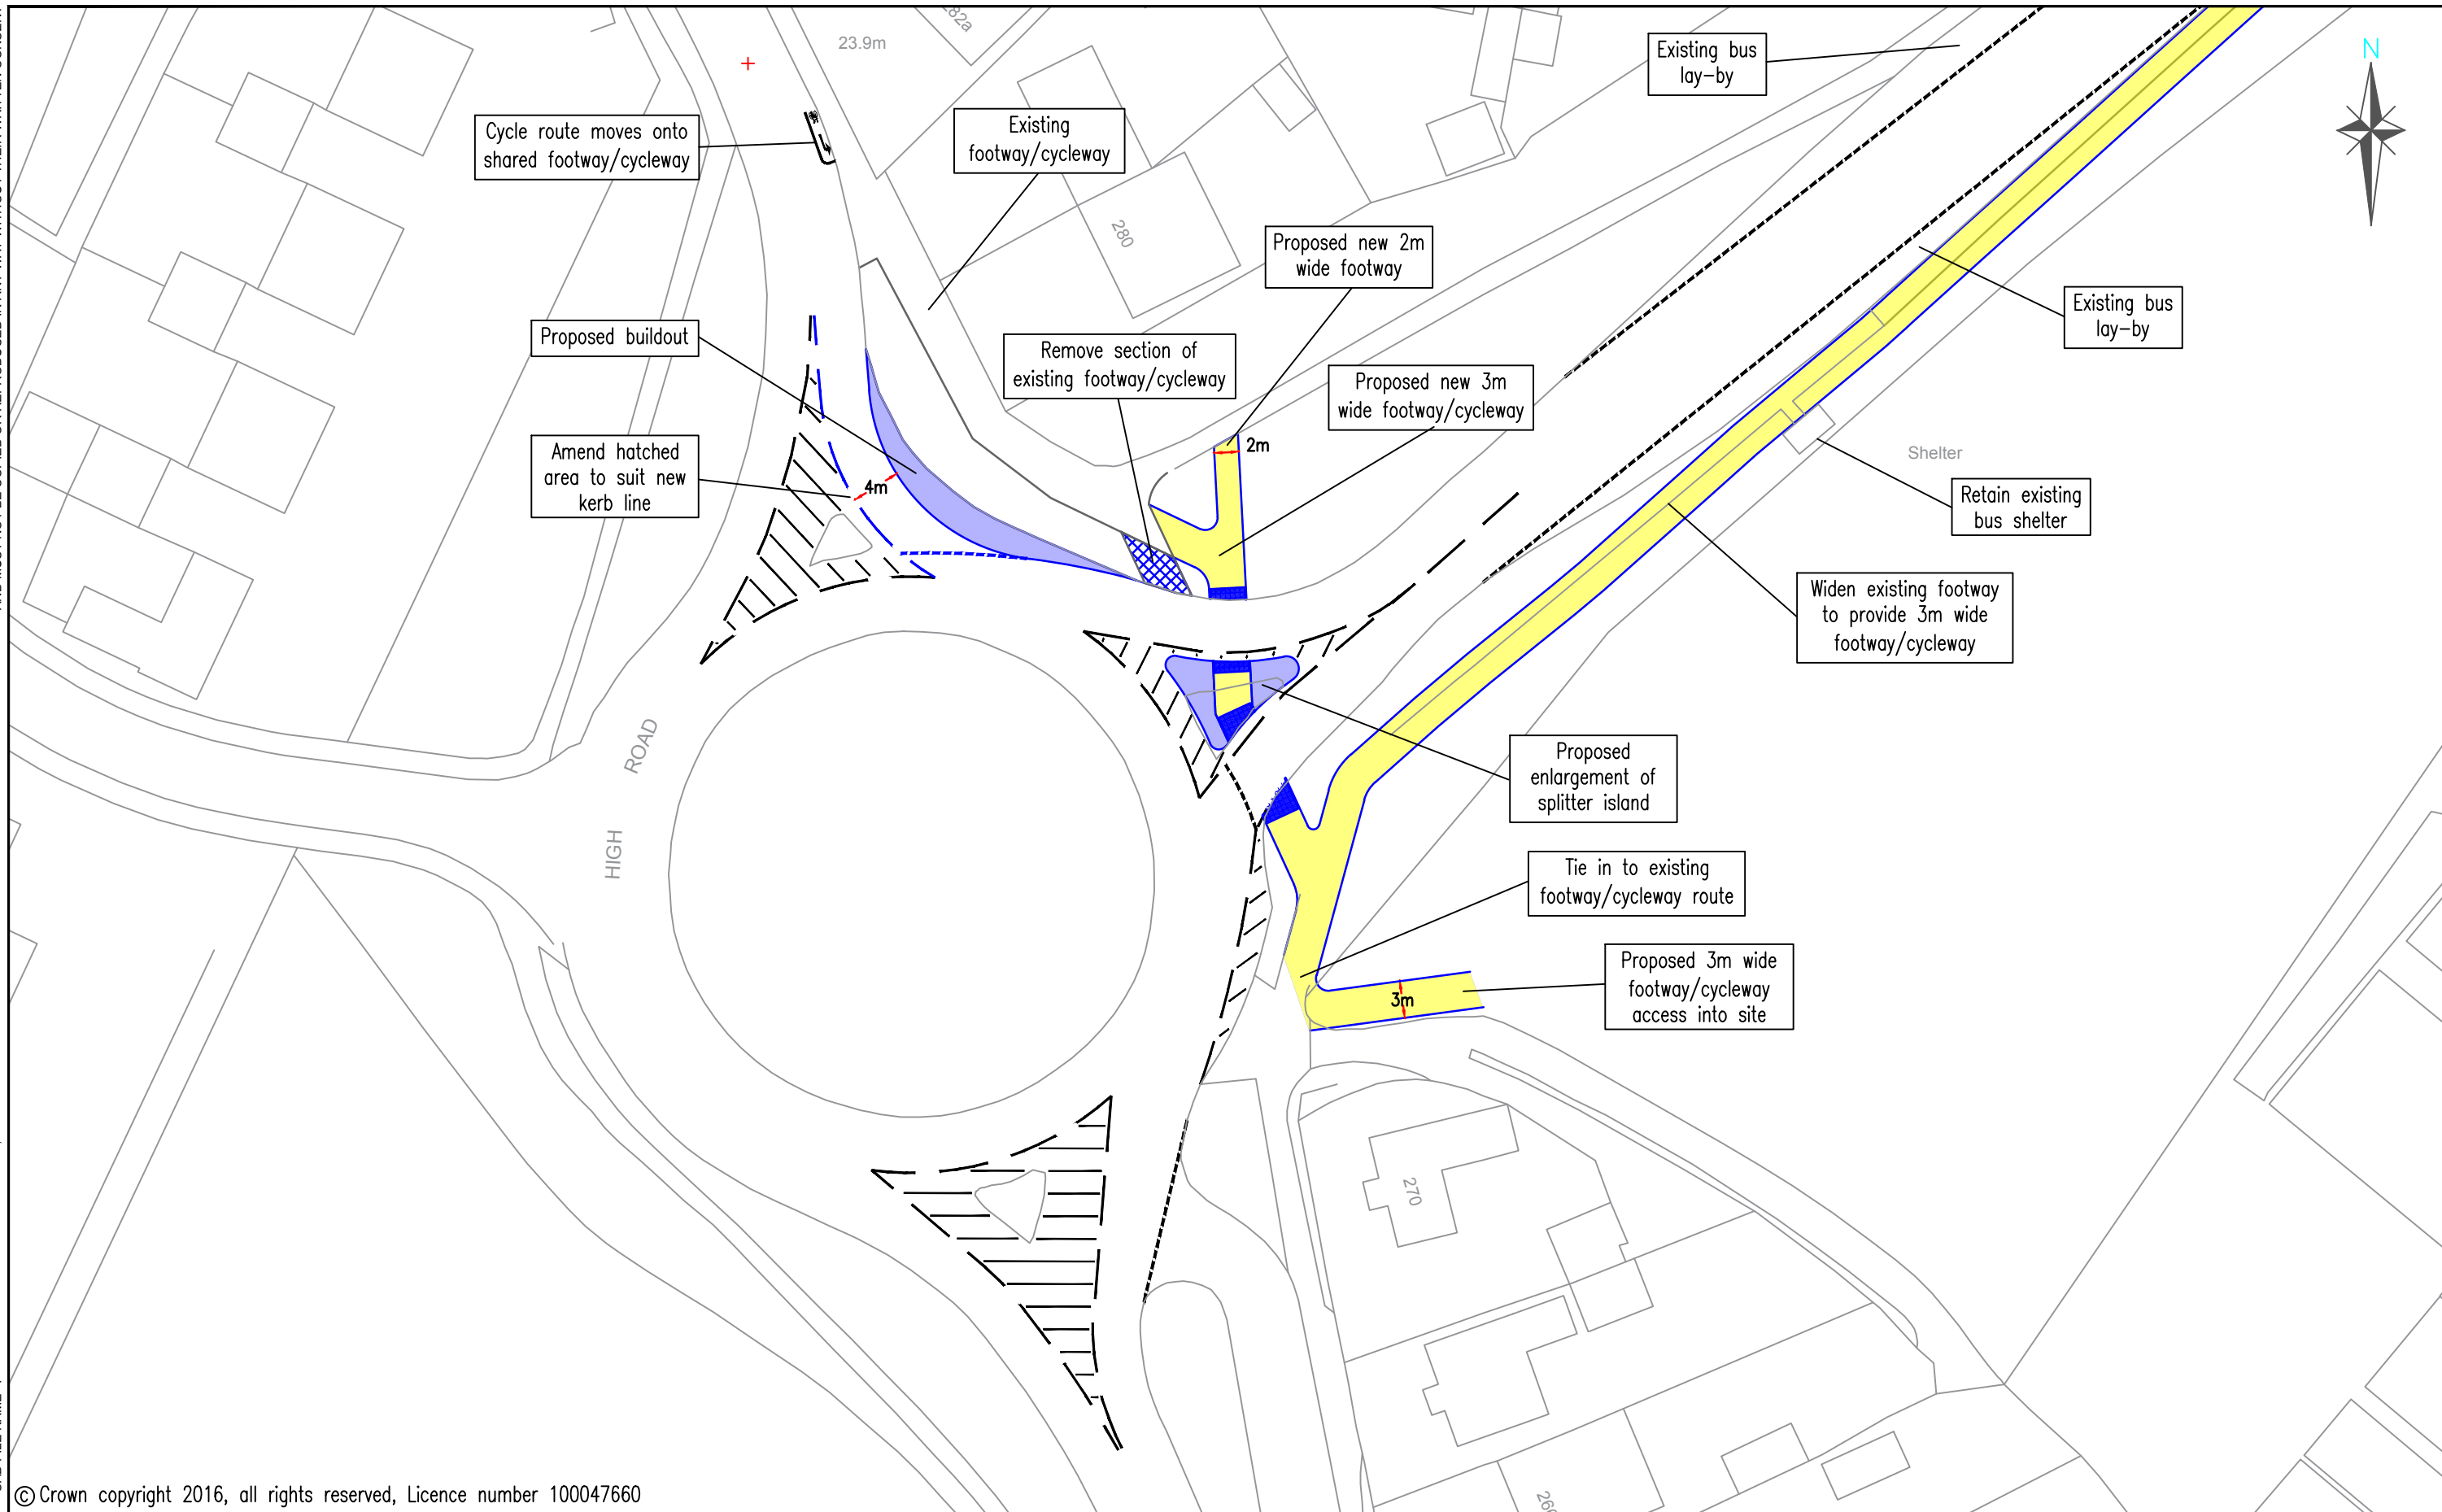 282a
23.9m
N
Existing bus
lay-by
Cycle route moves onto
shared footway/cycleway
Existing
footway/cycleway
280
Proposed new 2m
wide footway
Existing bus
lay-by
Proposed buildout
Remove section of
existing footway/cycleway
Proposed new 3m
wide footway/cycleway
2m
Shelter
Amend hatched
area to suit new
kerb line
4m
Retain existing
bus shelter
Widen existing footway
to provide 3m wide
footway/cycleway
HIGH ROAD
Proposed
enlargement of
splitter island
Tie in to existing
footway/cycleway route
Proposed 3m wide
footway/cycleway
access into site
3m
270
© Crown copyright 2016, all rights reserved, Licence number 100047660